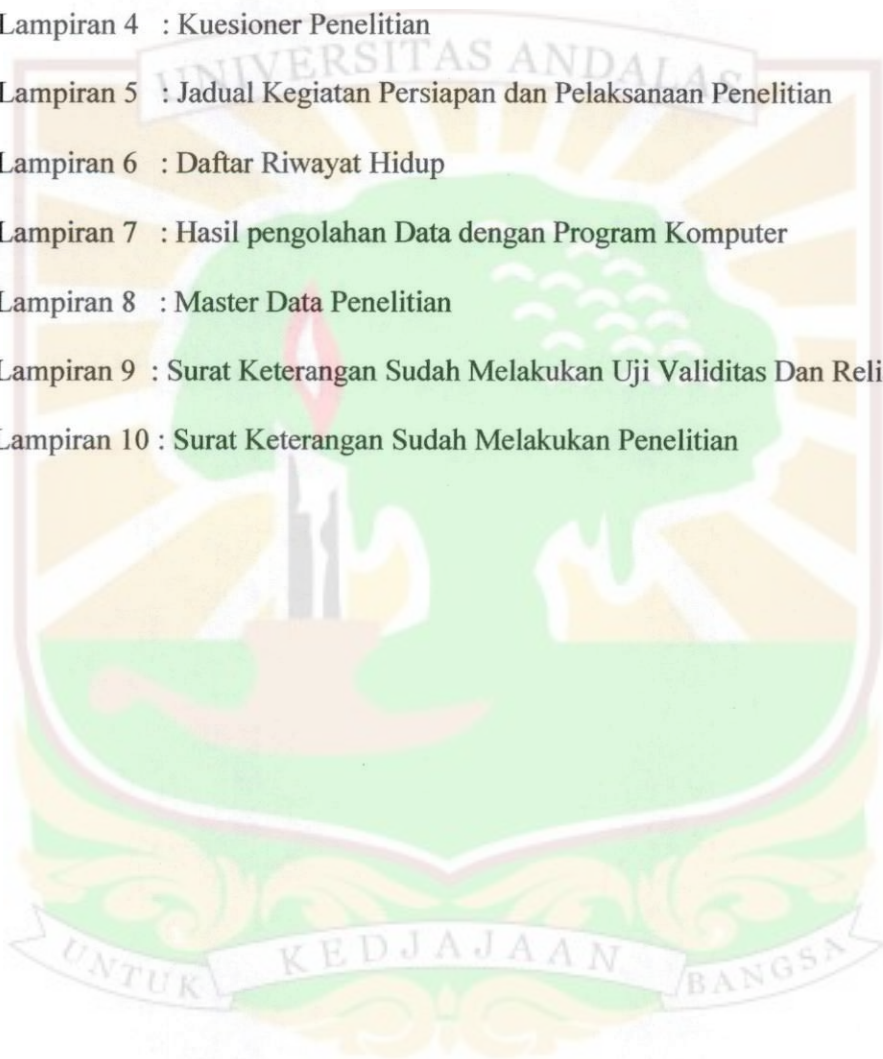 Lampiran 4 : Kuesioner Penelitian
UNIVERSITAS ANDALAS
Lampiran 5 : Jadual Kegiatan Persiapan dan Pelaksanaan Penelitian
Lampiran 6 : Daftar Riwayat Hidup
Lampiran 7 : Hasil pengolahan Data dengan Program Komputer
Lampiran 8 : Master Data Penelitian
Lampiran 9 : Surat Keterangan Sudah Melakukan Uji Validitas Dan Reli
Lampiran 10 : Surat Keterangan Sudah Melakukan Penelitian
UNTUK KEDJAJAAN BANGSA